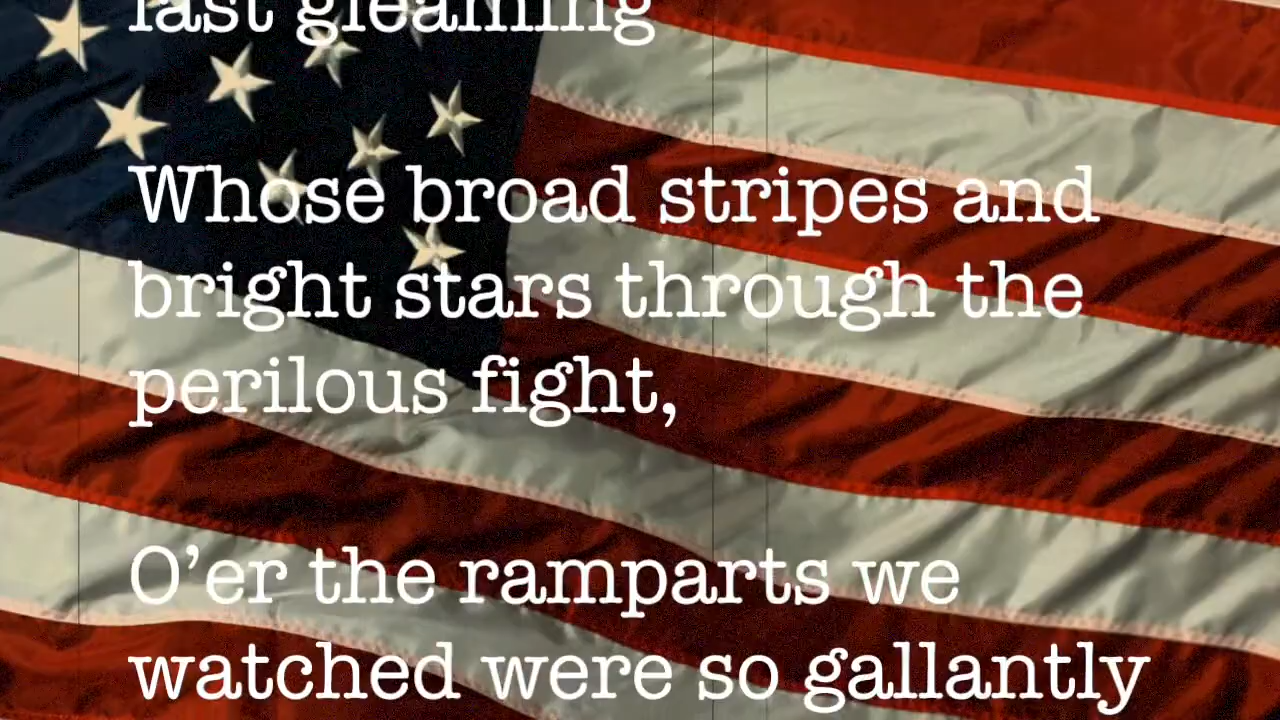 last gleaming
Whose broad stripes and
bright stars through the
perilous fight,
O’er the ramparts we
watched were so gallantly